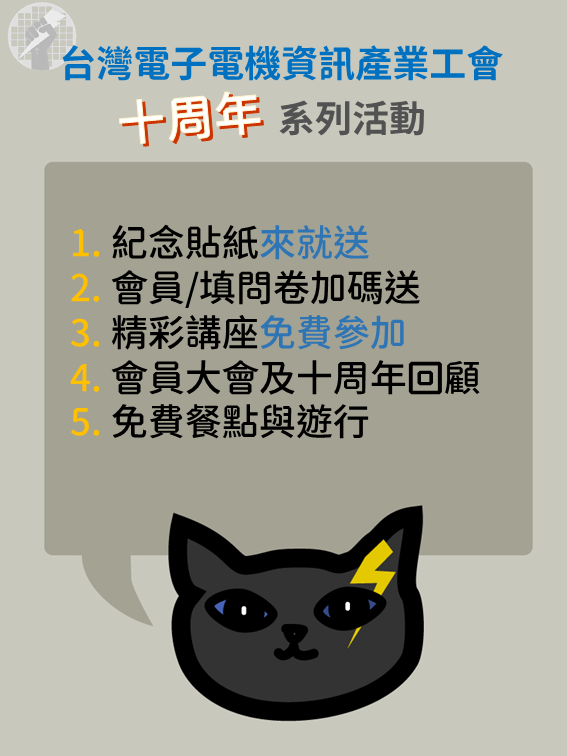 台灣電子電機資訊產業工會
十周年 系列活動
1. 紀念貼紙來就送
2. 會員/填問卷加碼送
3. 精彩講座免費參加
4. 會員大會及十周年回顧
5. 免費餐點與遊行